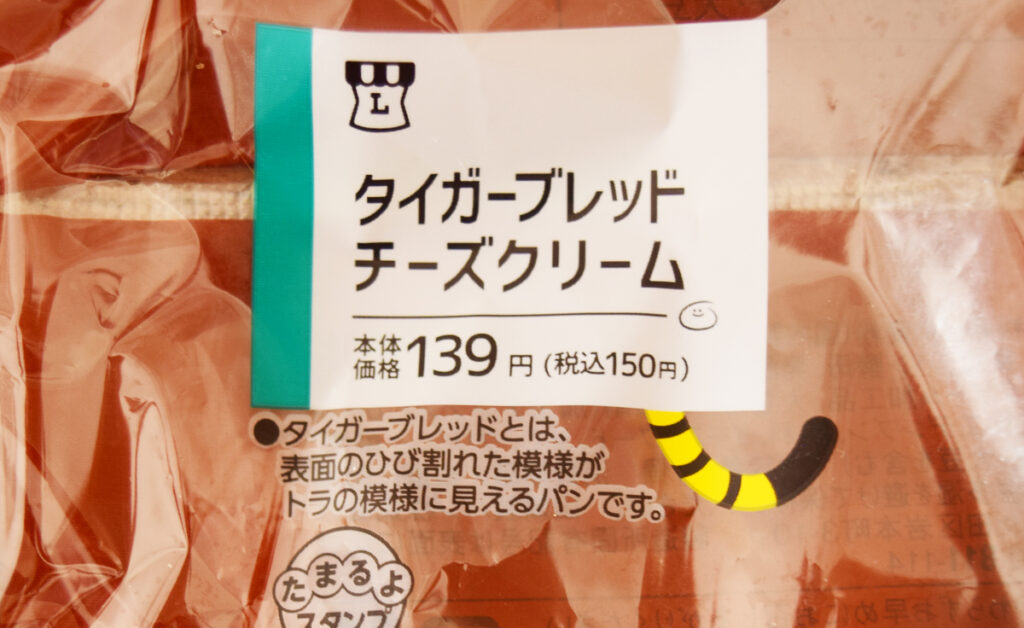 L
タイガーブレッド
チーズクリーム
本体価格 139 円 (税込150円)
●タイガーブレッドとは、
表面のひび割れた模様が
トラの模様に見えるパンです。
たまるよ
スタンプ